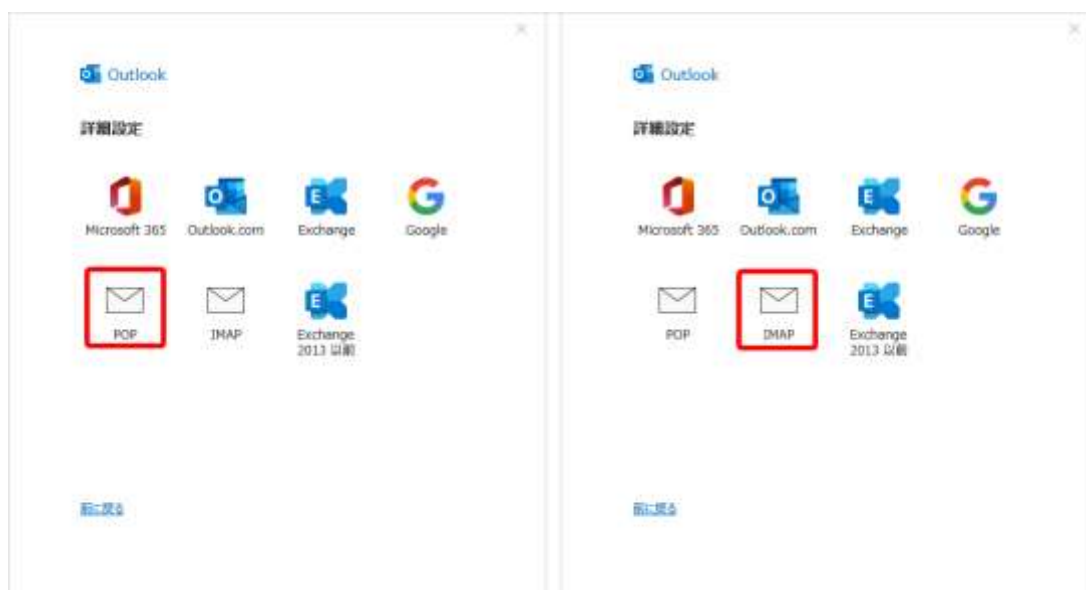 Outlook
詳細設定
Microsoft 365
Outlook.com
Exchange
Google
POP
IMAP
Exchange
2013 以前
前に戻る
Outlook
詳細設定
Microsoft 365
Outlook.com
Exchange
Google
POP
IMAP
Exchange
2013 以前
前に戻る